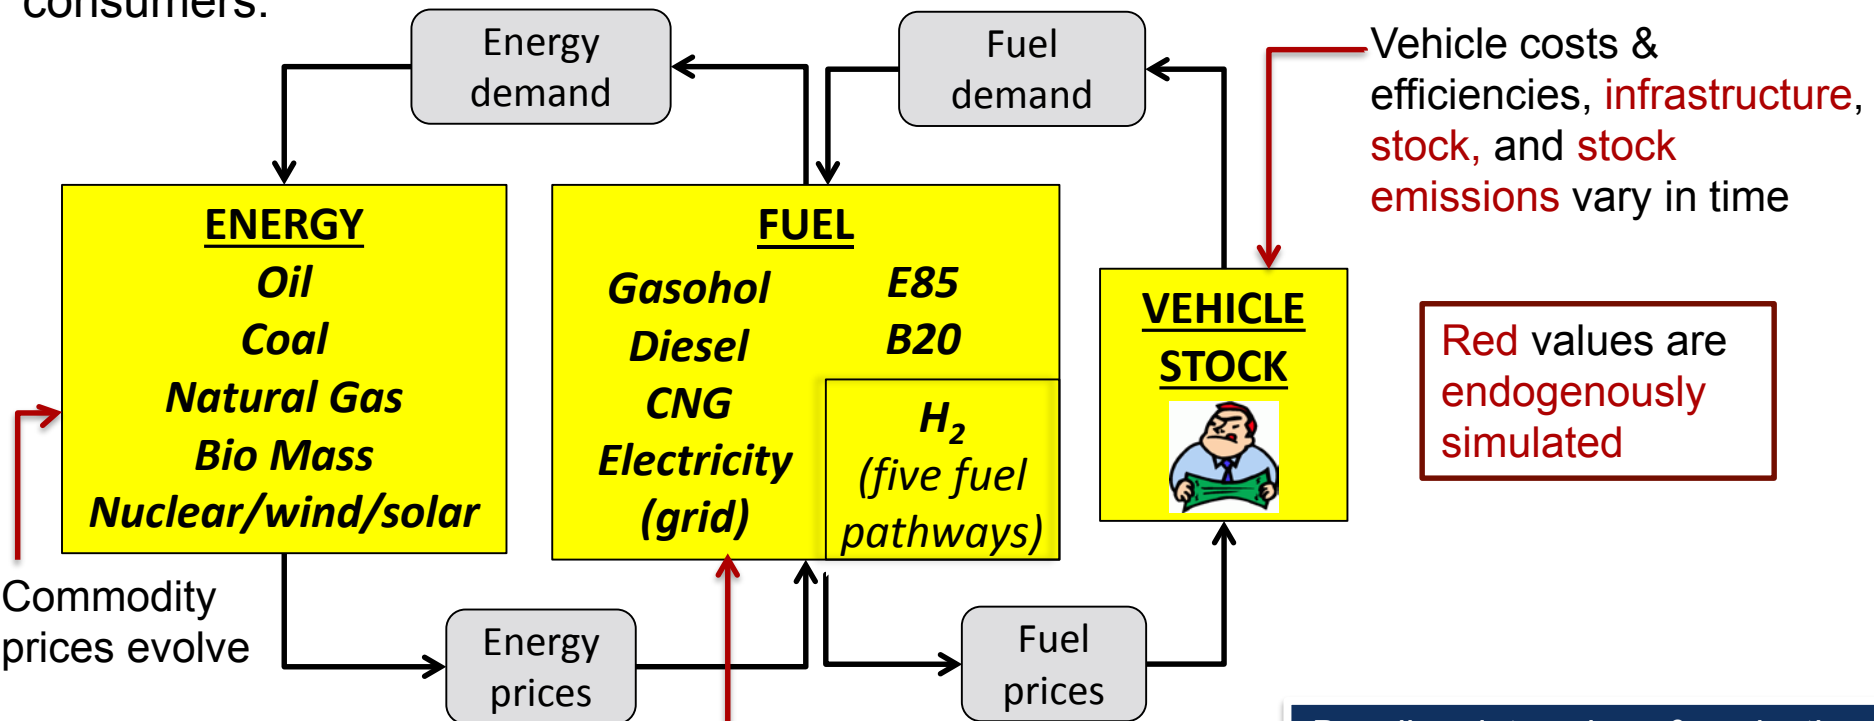 consumers.
Energy
demand
Fuel
demand
Vehicle costs &
efficiencies, infrastructure,
stock, and stock
emissions vary in time
ENERGY
Oil
Coal
Natural Gas
Bio Mass
Nuclear/wind/solar
FUEL
Gasohol
Diesel
CNG
Electricity
(grid)
E85
B20
H₂
(five fuel
pathways)
VEHICLE
STOCK
Red values are
endogenously
simulated
Commodity
prices evolve
Energy
prices
Fuel
prices